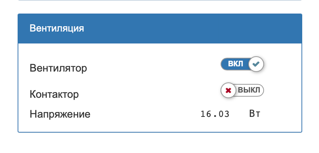 Вентиляция
Вентилятор ВКЛ
Контактор ВЫКЛ
Напряжение 16.03 Вт